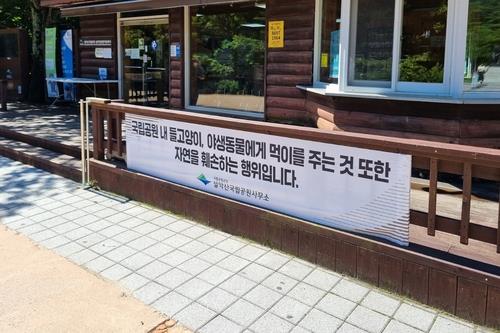 국립공원 내 들고양이, 야생동물에게 먹이를 주는 것 또한
자연을 훼손하는 행위입니다.
설악산국립공원사무소